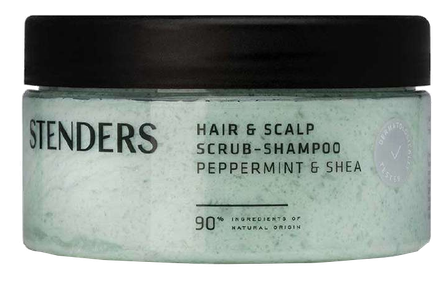 STENDERS
HAIR & SCALP
SCRUB-SHAMPOO
PEPPERMINT & SHEA
90% INGREDIENTS OF
NATURAL ORIGIN